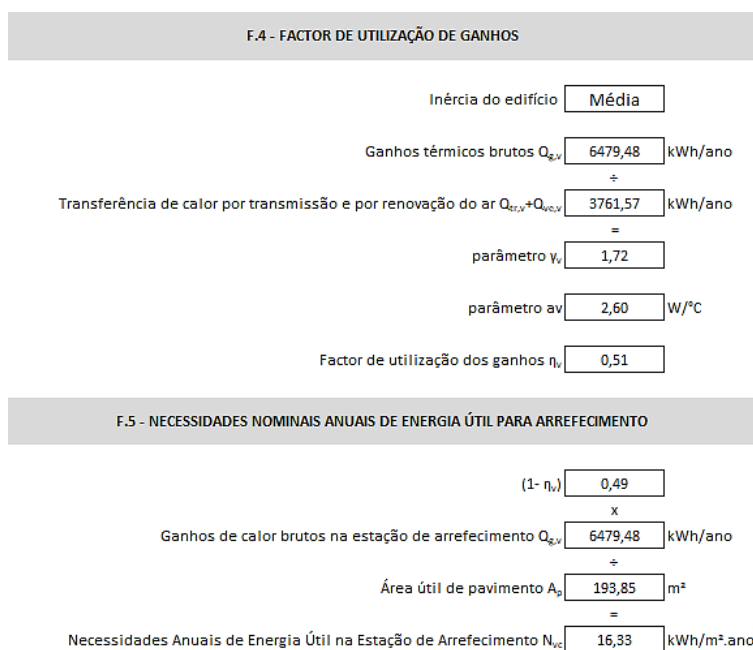 F.4 - FACTOR DE UTILIZAÇÃO DE GANHOS
Inércia do edifício Média
Ganhos térmicos brutos Qg,v 6479,48 kWh/ano
÷
Transferência de calor por transmissão e por renovação do ar Qtr,v+Qve,v 3761,57 kWh/ano
=
parâmetro γv 1,72
parâmetro av 2,60 W/°C
Factor de utilização dos ganhos ηv 0,51
F.5 - NECESSIDADES NOMINAIS ANUAIS DE ENERGIA ÚTIL PARA ARREFECIMENTO
(1- ηv) 0,49
x
Ganhos de calor brutos na estação de arrefecimento Qg,v 6479,48 kWh/ano
÷
Área útil de pavimento Ap 193,85 m²
=
Necessidades Anuais de Energia Útil na Estação de Arrefecimento Nvc 16,33 kWh/m².ano